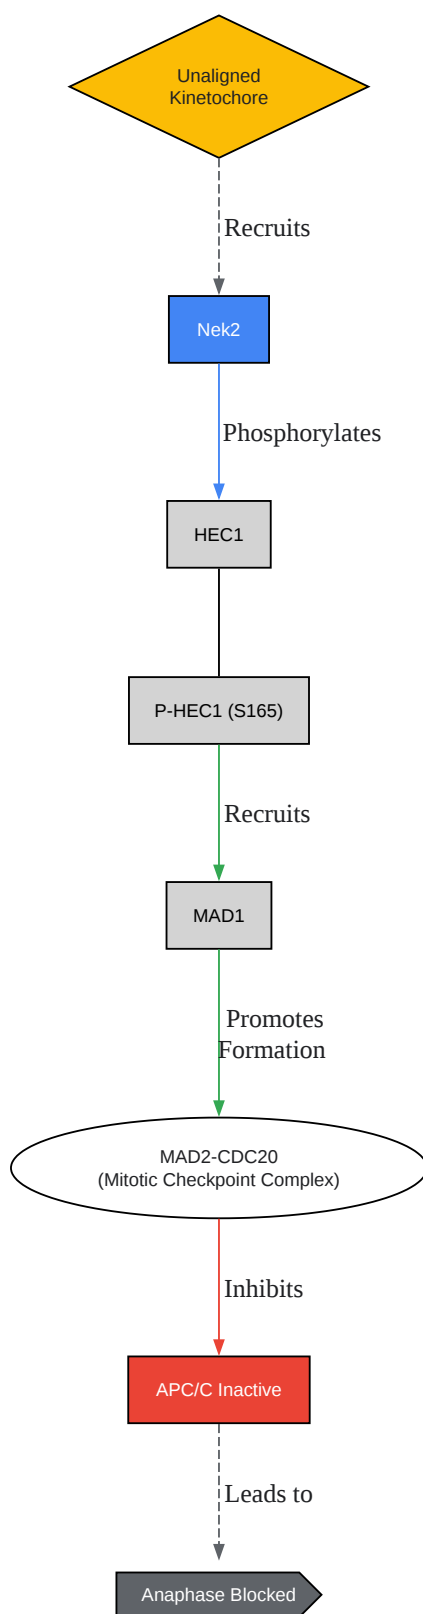 Unaligned
Kinetochore
Recruits
Nek2
Phosphorylates
HEC1
P-HEC1 (S165)
Recruits
MAD1
Promotes
Formation
MAD2-CDC20
(Mitotic Checkpoint Complex)
Inhibits
APC/C Inactive
Leads to
Anaphase Blocked